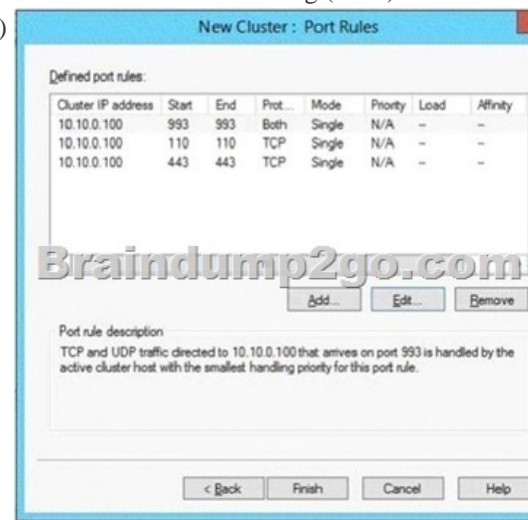 New Cluster : Port Rules
Defined port rules:
Cluster IP address Start End Prot... Mode Priority Load Affinity
10.10.0.100 993 993 Both Single N/A -- --
10.10.0.100 110 110 TCP Single N/A -- --
10.10.0.100 443 443 TCP Single N/A -- --
Braindump2go.com
Add... Edit... Remove
Port rule description
TCP and UDP traffic directed to 10.10.0.100 that arrives on port 993 is handled by the
active cluster host with the smallest handling priority for this port rule.
< Back Finish Cancel Help